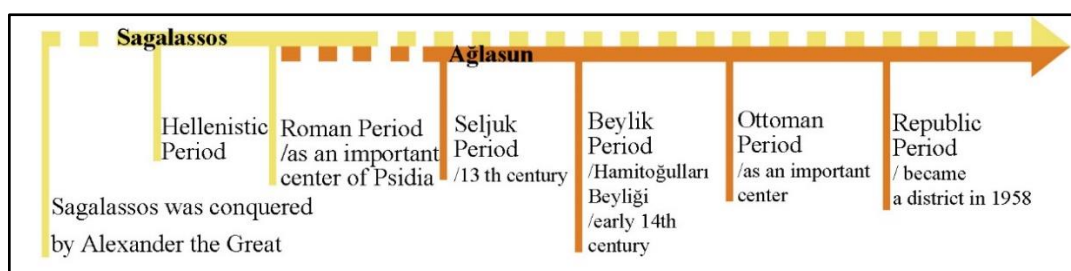 Sagalassos
Ağlasun
Sagalassos was conquered
by Alexander the Great
Hellenistic
Period
Roman Period
/as an important
center of Psidia
Seljuk
Period
/13 th century
Beylik
Period
/Hamitoğulları
Beyliği
/early 14th
century
Ottoman
Period
/as an important
center
Republic
Period
/ became
a district in 1958